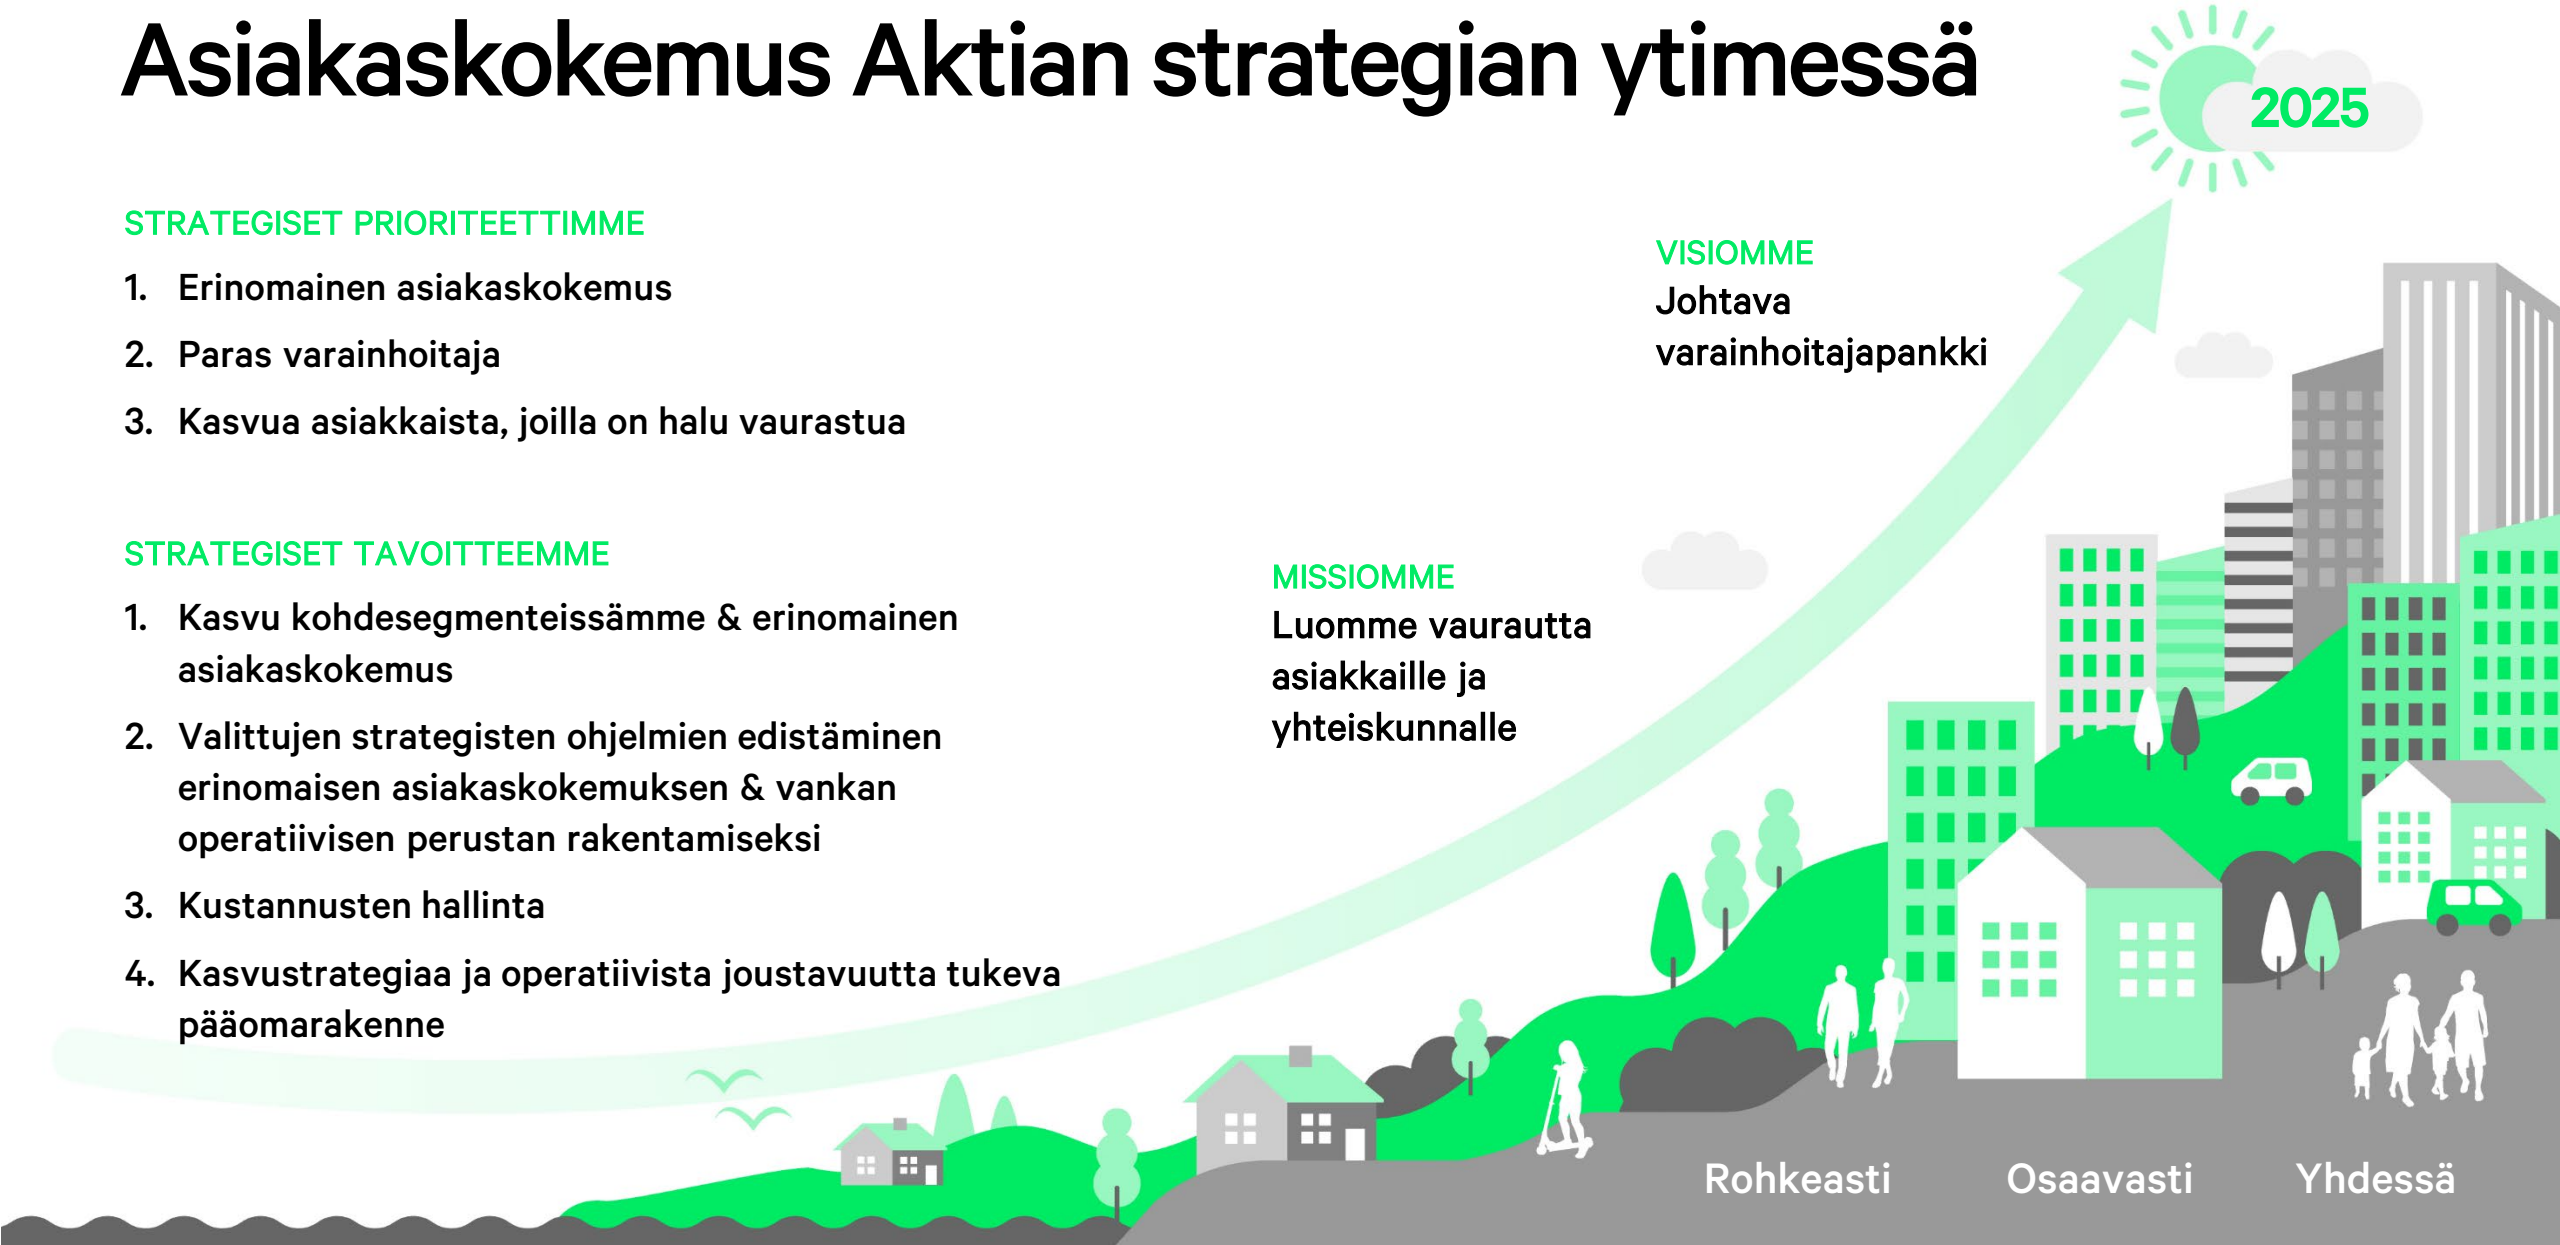 Asiakaskokemus Aktian strategian ytimessä
2025
STRATEGISET PRIORITEETTIMME
1. Erinomainen asiakaskokemus
2. Paras varainhoitaja
3. Kasvua asiakkaista, joilla on halu vaurastua
STRATEGISET TAVOITTEEMME
1. Kasvu kohdesegmenteissämme & erinomainen
asiakaskokemus
2. Valittujen strategisten ohjelmien edistäminen
erinomaisen asiakaskokemuksen & vankan
operatiivisen perustan rakentamiseksi
3. Kustannusten hallinta
4. Kasvustrategiaa ja operatiivista joustavuutta tukeva
pääomarakenne
VISIOMME
Johtava
varainhoitajapankki
MISSIOMME
Luomme vaurautta
asiakkaille ja
yhteiskunnalle
Rohkeasti Osaavasti Yhdessä